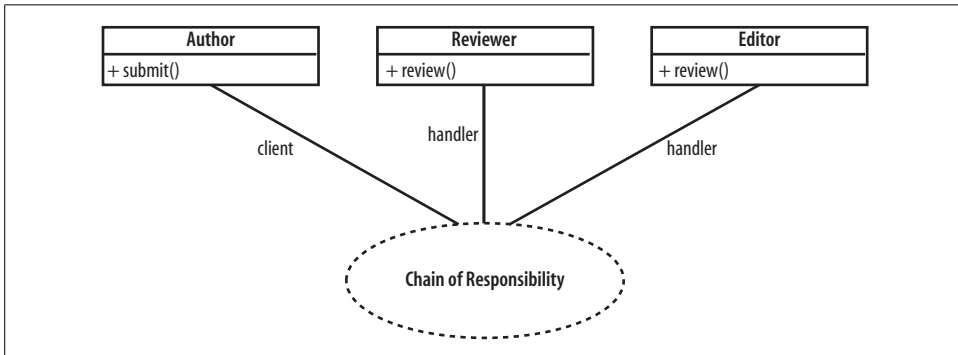 Author
+ submit()
Reviewer
+ review()
Editor
+ review()
client
handler
handler
Chain of Responsibility